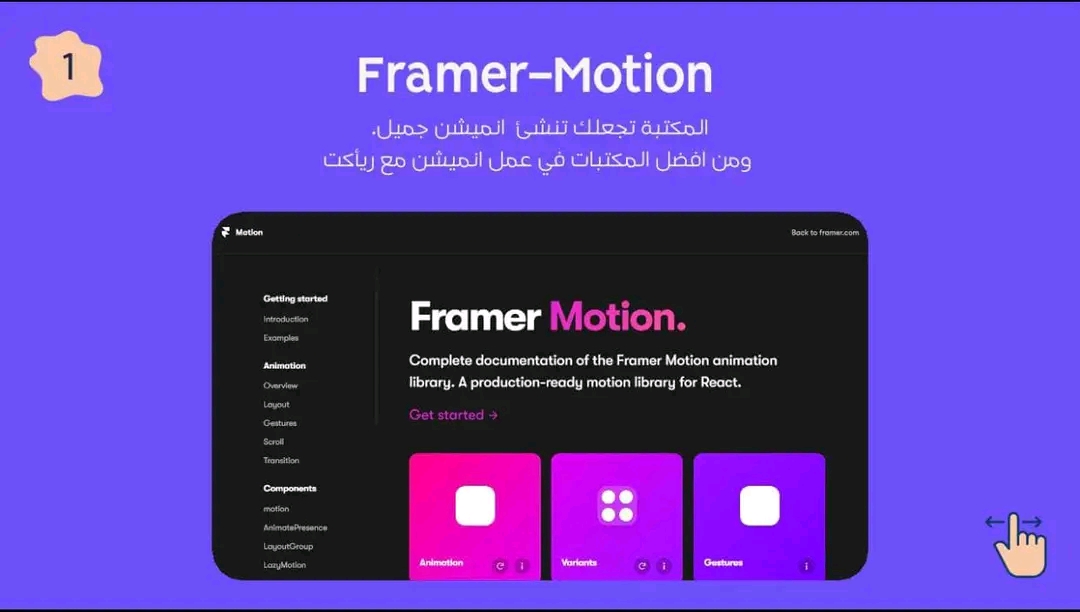 1
Framer-Motion
المكتبة تجعلك تنشئ انميشن جميل.
ومن افضل المكتبات في عمل انميشن مع ريأكت
Motion
Back to framer.com
Getting started
Introduction
Examples
Animation
Overview
Layout
Gestures
Scroll
Transition
Components
motion
AnimatePresence
LayoutGroup
LazyMotion
Framer Motion.
Complete documentation of the Framer Motion animation
library. A production-ready motion library for React.
Get started →
Animation
Variants
Gestures